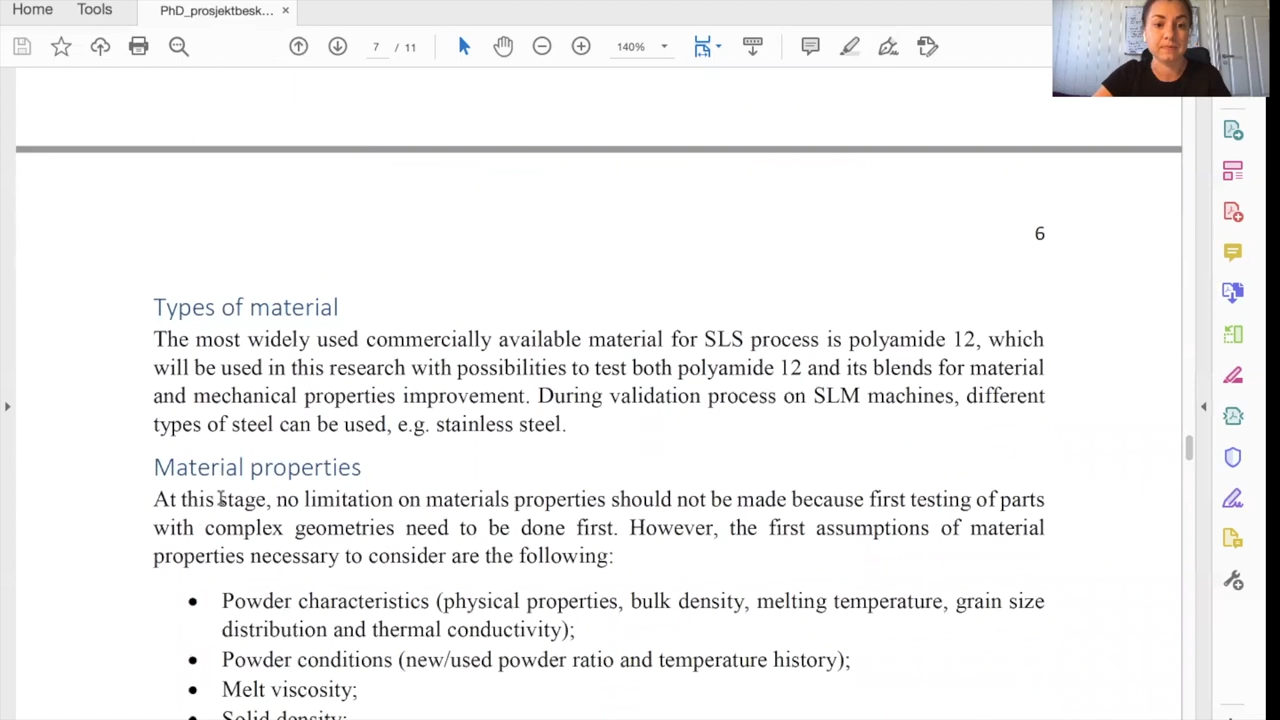 Home Tools PhD_prosjektbesk... ×
7 / 11 140%
6
Types of material
The most widely used commercially available material for SLS process is polyamide 12, which
will be used in this research with possibilities to test both polyamide 12 and its blends for material
and mechanical properties improvement. During validation process on SLM machines, different
types of steel can be used, e.g. stainless steel.
Material properties
At this stage, no limitation on materials properties should not be made because first testing of parts
with complex geometries need to be done first. However, the first assumptions of material
properties necessary to consider are the following:
• Powder characteristics (physical properties, bulk density, melting temperature, grain size
distribution and thermal conductivity);
• Powder conditions (new/used powder ratio and temperature history);
• Melt viscosity;
• Solid density;